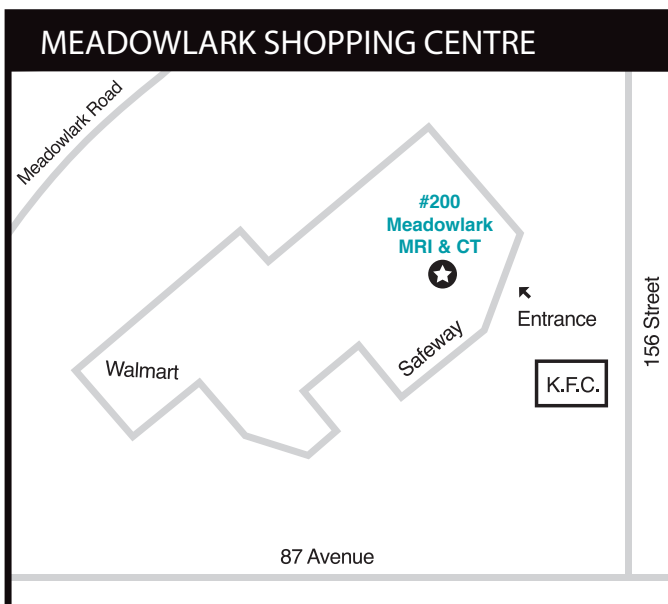 MEADOWLARK SHOPPING CENTRE
Meadowlark Road
#200
Meadowlark
MRI & CT
Entrance
156 Street
Safeway
Walmart
K.F.C.
87 Avenue